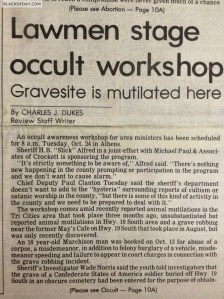 BLACKSPEAK.COM
(Please see Abortion — Page 10A)
Lawmen stage
occult workshop
Gravesite is mutilated here
By CHARLES J. DUKES
Review Staff Writer
An occult awareness workshop for area ministers has been scheduled
for 8 a.m. Tuesday, Oct. 24 in Athens.
Sheriff H.B. "Slick" Alfred in a joint effort with Michael Paul & Associ-
ates of Crockett is sponsoring the program.
"It's strictly something to be aware of," Alfred said. "There's nothing
new happening in the county prompting or participation in the program
and we don't want to cause alarm."
Chief Deputy Paul Clanton Tuesday said the sheriff's department
doesn't want to add to the "hysteria" surrounding reports of cultism or
satanic worship in the county, "but there is some of this kind of activity in
the county and we need to be prepared to deal with it."
The workshop comes amid recently reported animal mutilations in the
Tri Cities area that took place three months ago, unsubstantiated but
reported animal mutilations in Hwy. 19 South area and a grave robbing
near the former May's Cafe on Hwy. 19 South that took place in August, but
was only recently discovered.
An 18 year-old Murchison man was booked on Oct. 13 for abuse of a
corpse, a misdemeanor, in addition to felony burglary of a vehicle, misde-
meanor speeding and failure to appear in court charges in connection with
the grave robbing incident.
Sheriff's Investigator Wade Norris said the youth told investigators that
the grave of a Confederate States of America soldier buried off Hwy. 19
South in an obscure cemetery had been entered for the purpose of obtain-
(Please see Occult — Page 10A)